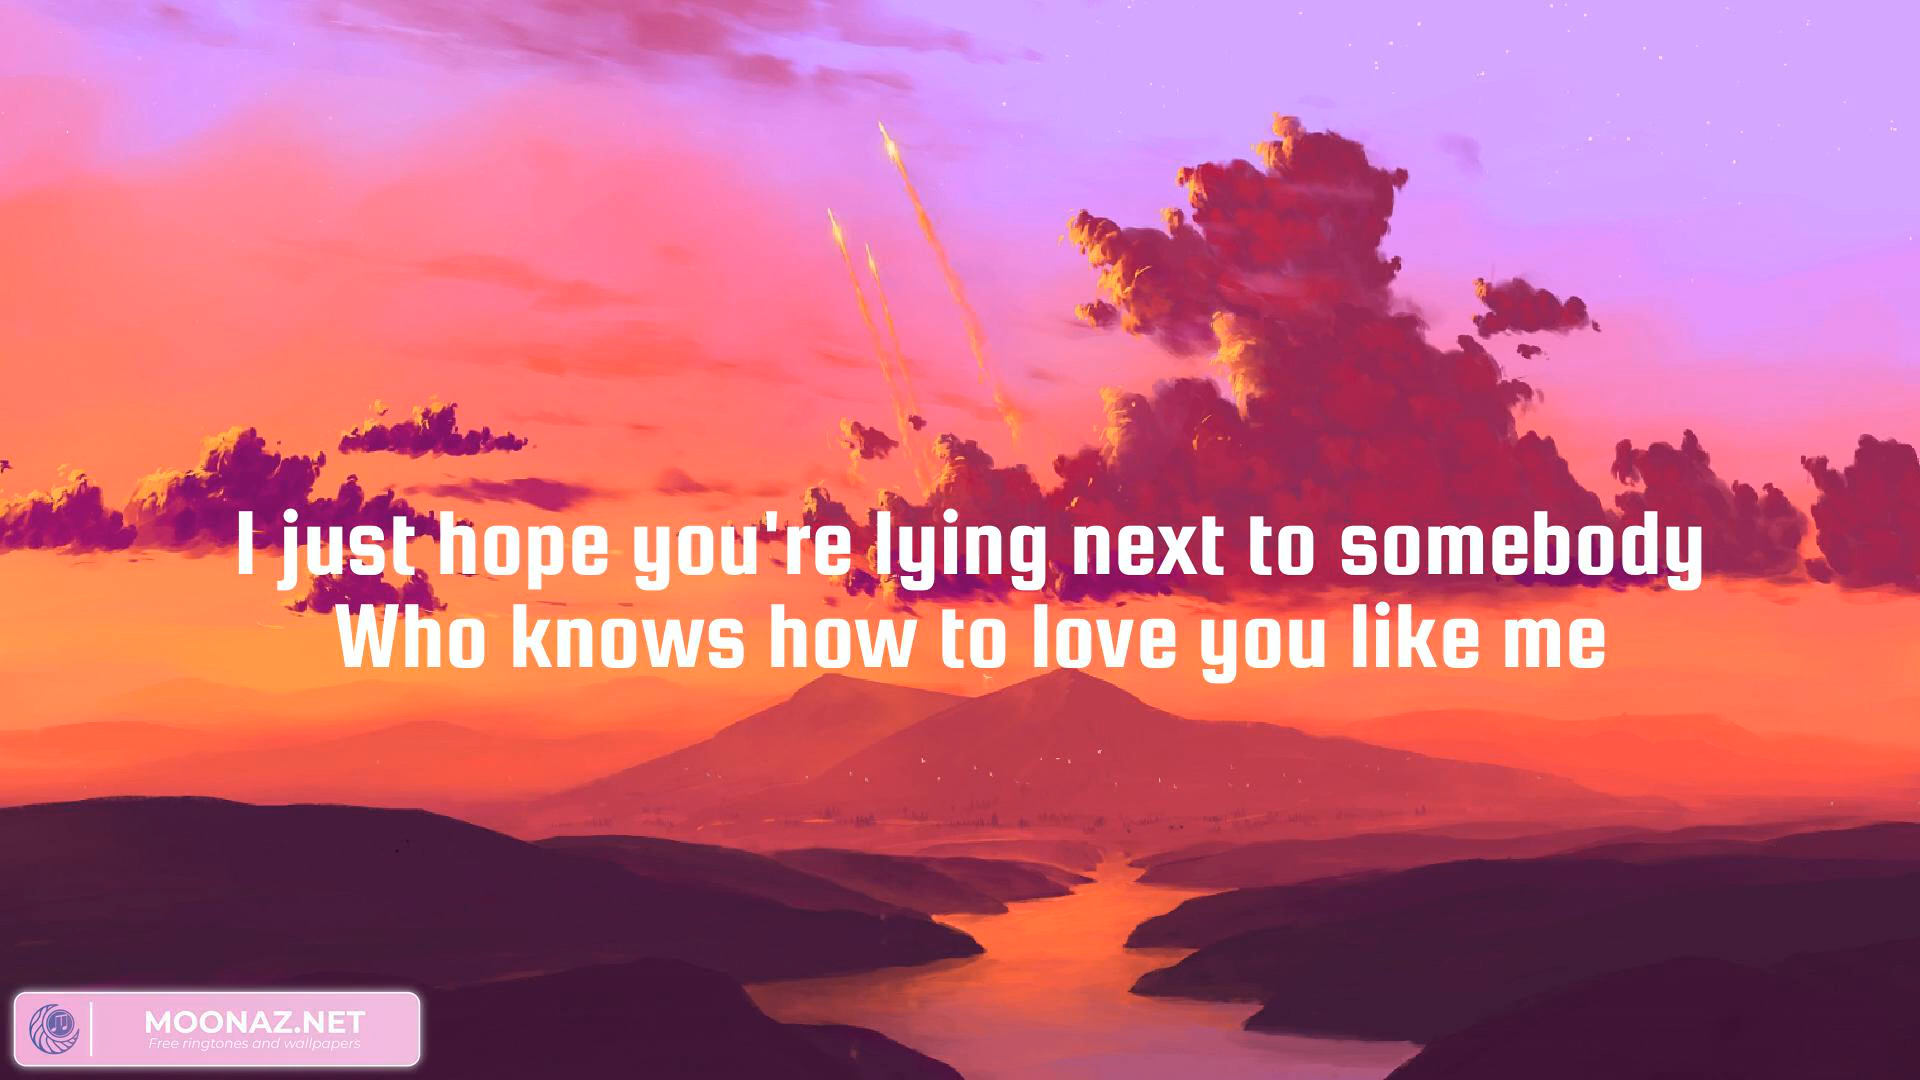 I just hope you're lying next to somebody
Who knows how to love you like me
MOONAZ.NET
Free ringtones and wallpapers